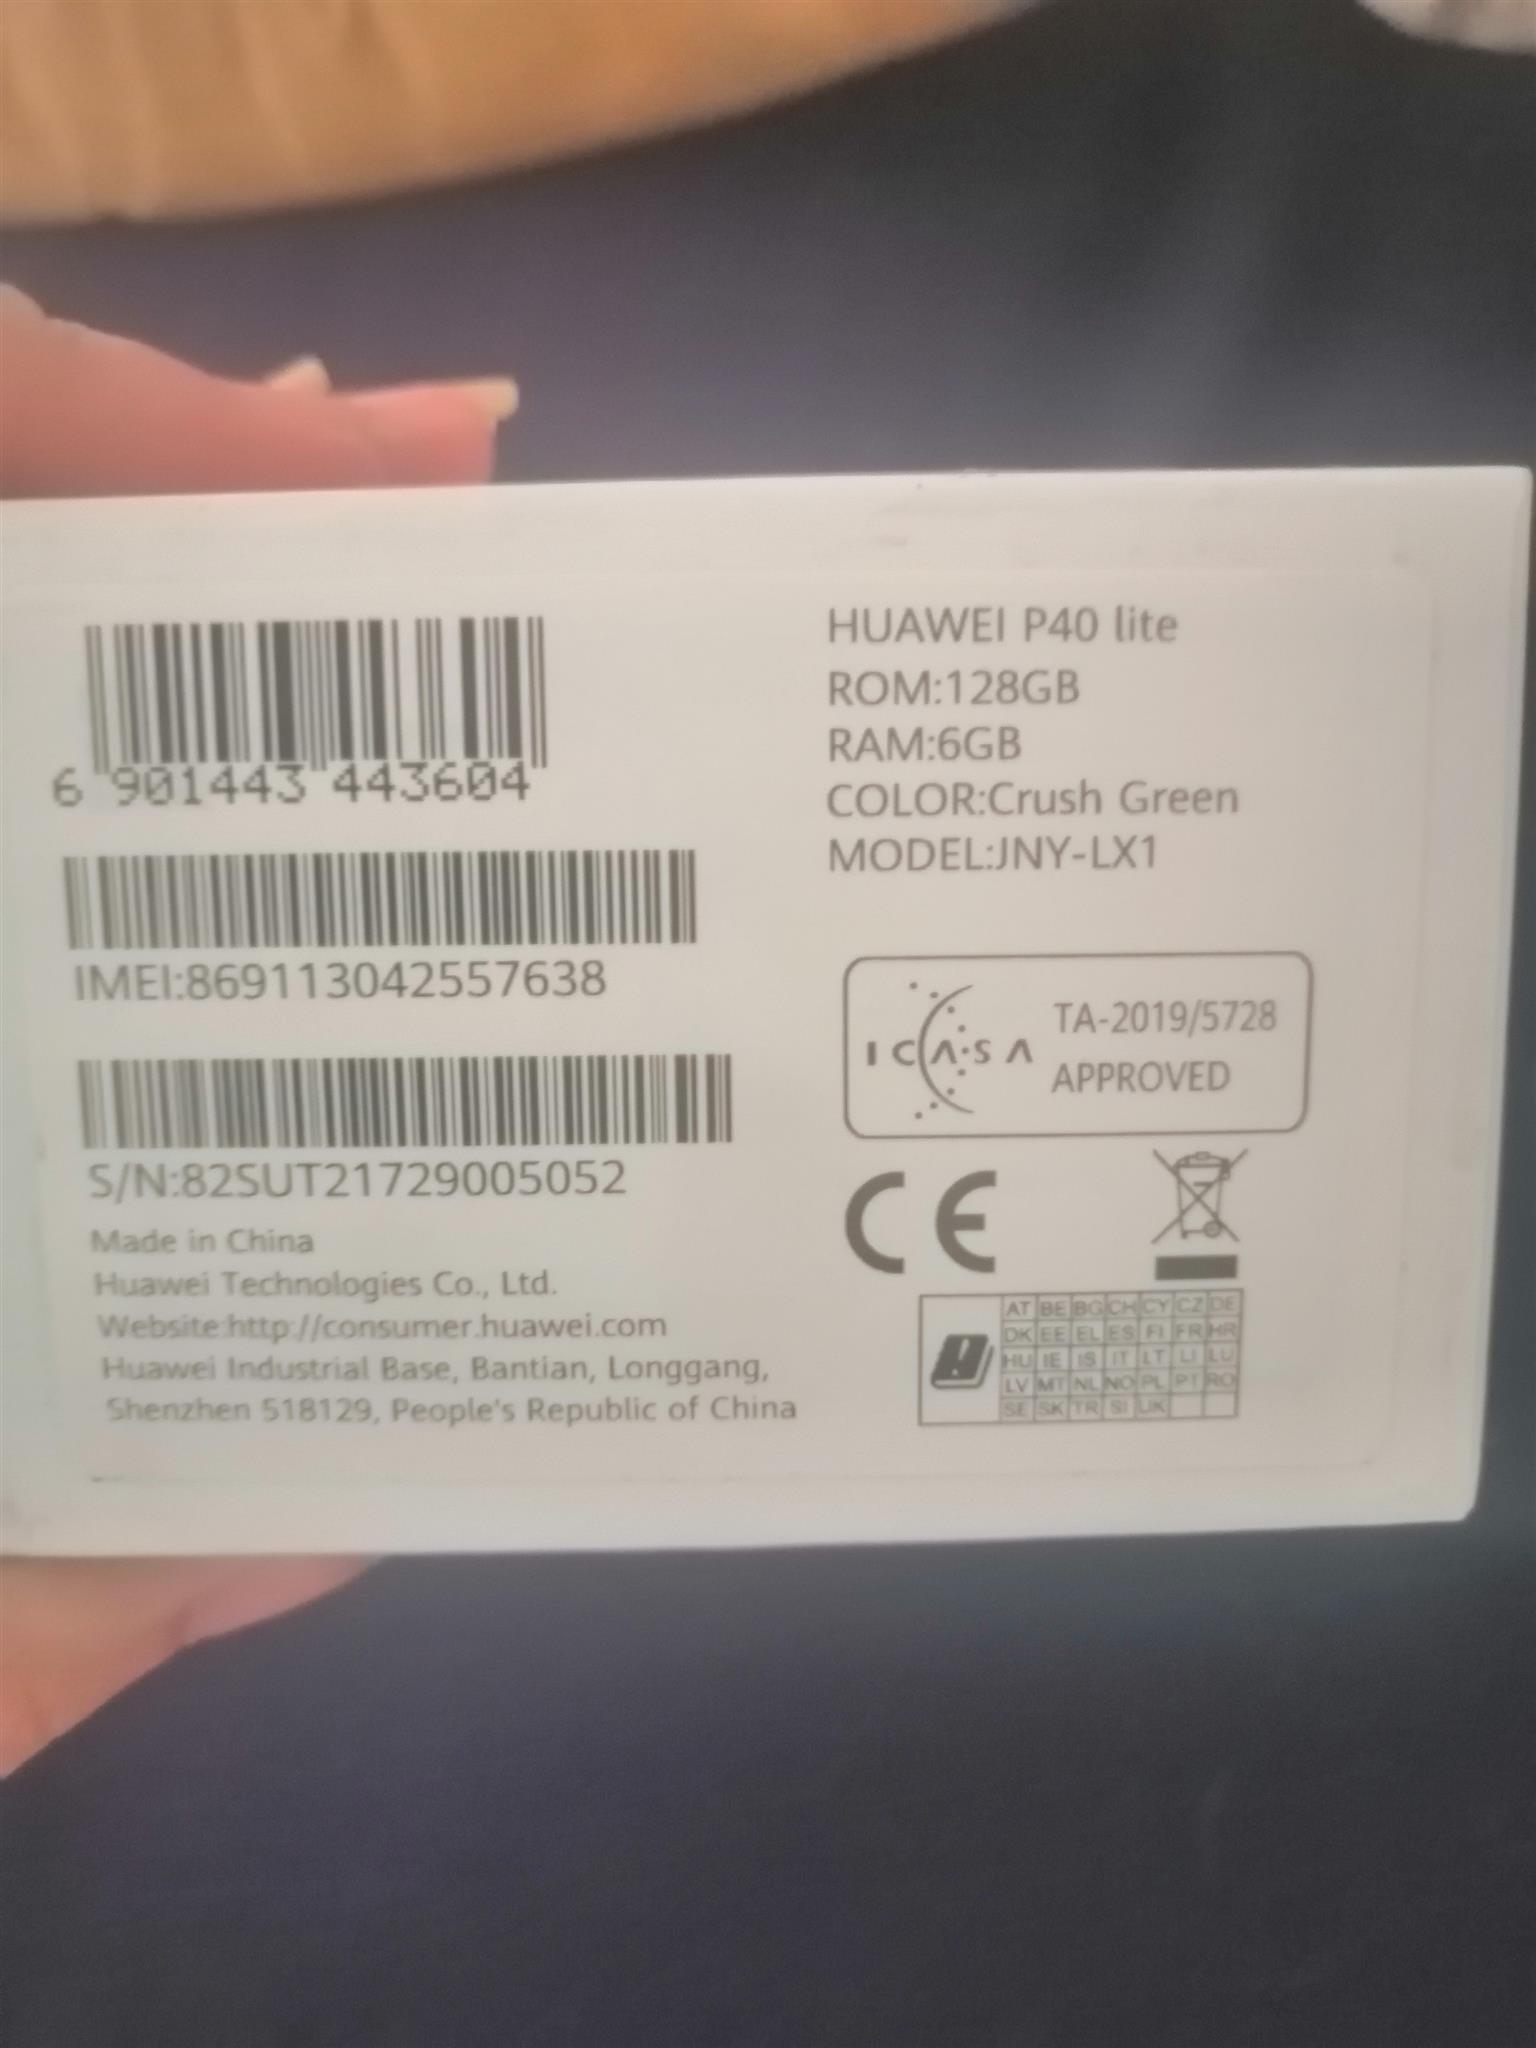 6 901443 443604
IMEI:869113042557638
S/N:82SUT21729005052
Made in China
Huawei Technologies Co., Ltd.
Website:http://consumer.huawei.com
Huawei Industrial Base, Bantian, Longgang,
Shenzhen 518129, People's Republic of China
HUAWEI P40 lite
ROM:128GB
RAM:6GB
COLOR:Crush Green
MODEL:JNY-LX1
ICASA
TA-2019/5728
APPROVED
CE
AT BE BG CH CY CZ DE
DK EE EL ES FI FR HR
HU IE IS IT LT LI LU
LV MT NL NO PL PT RO
SE SK TR SI UK